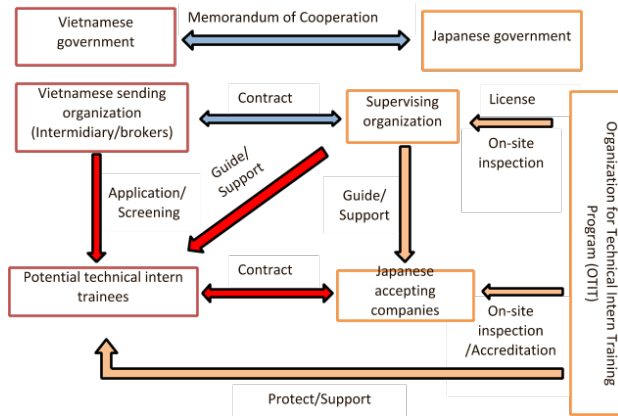 Vietnamese
government
Memorandum of Cooperation
Japanese government
Vietnamese sending
organization
(Intermidiary/brokers)
Contract
Supervising
organization
License
On-site
inspection
Application/
Screening
Guide/
Support
Guide/
Support
Potential technical intern
trainees
Contract
Japanese
accepting
companies
On-site
inspection
/Accreditation
Protect/Support
Organization for Technical Intern Training
Program (OTIT)